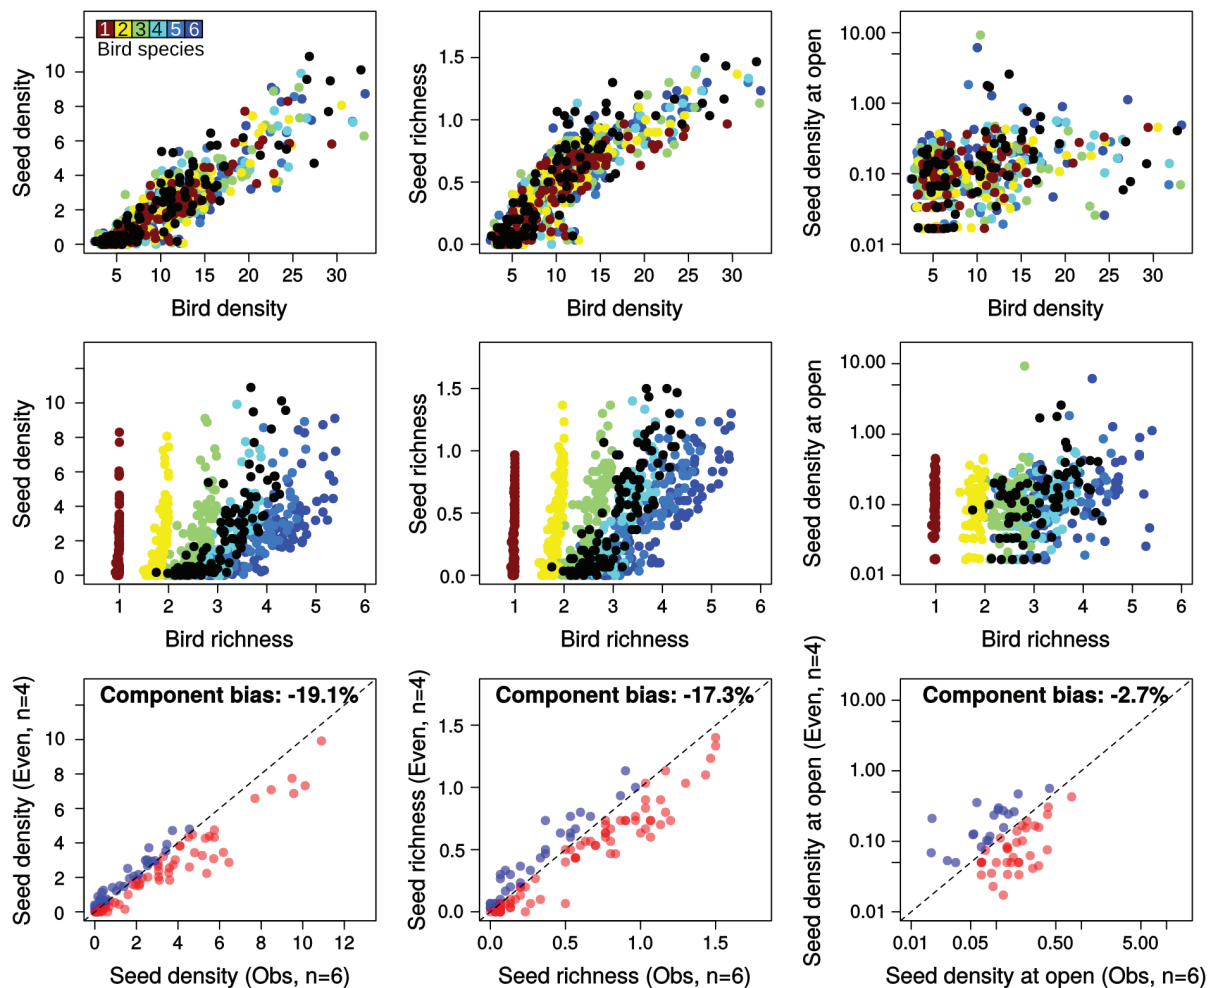 1 2 3 4 5 6
Bird species
Seed density
0 2 4 6 8 10
5 10 15 20 25 30
Bird density
Seed richness
0.0 0.5 1.0 1.5
5 10 15 20 25 30
Bird density
Seed density at open
0.01 0.10 1.00 10.00
5 10 15 20 25 30
Bird density
Seed density
0 2 4 6 8 10
1 2 3 4 5 6
Bird richness
Seed richness
0.0 0.5 1.0 1.5
1 2 3 4 5 6
Bird richness
Seed density at open
0.01 0.10 1.00 10.00
1 2 3 4 5 6
Bird richness
Component bias: -19.1%
Seed density (Even, n=4)
0 2 4 6 8 10
0 2 4 6 8 10 12
Seed density (Obs, n=6)
Component bias: -17.3%
Seed richness (Even, n=4)
0.0 0.5 1.0 1.5
0.0 0.5 1.0 1.5
Seed richness (Obs, n=6)
Component bias: -2.7%
Seed density at open (Even, n=4)
0.01 0.10 1.00 10.00
0.01 0.05 0.50 5.00
Seed density at open (Obs, n=6)